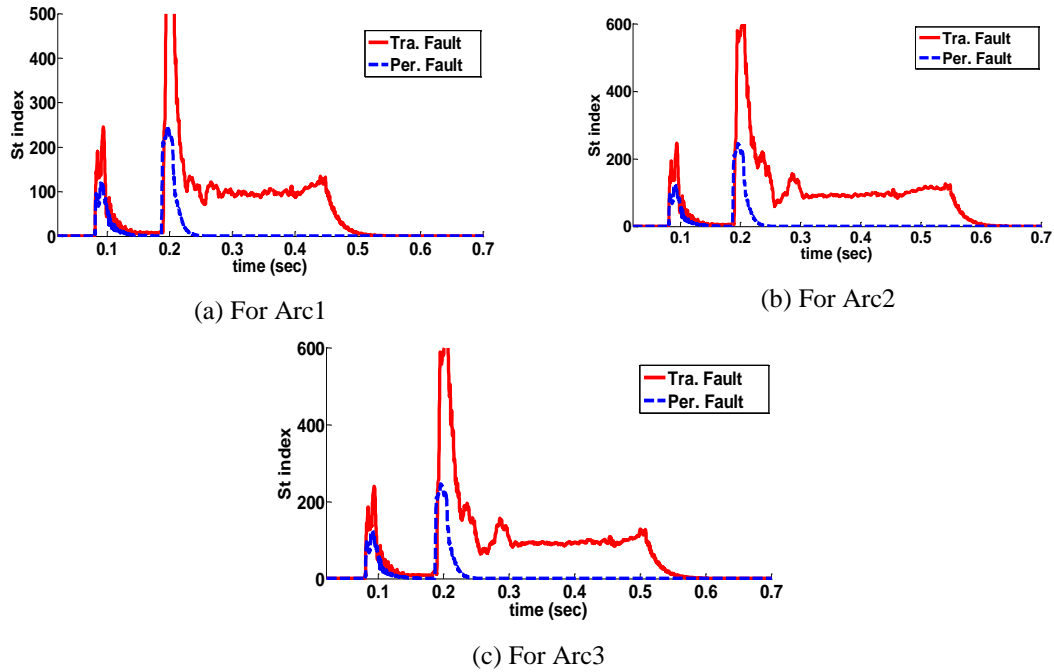 500
400
300
200
100
0
St index
Tra. Fault
Per. Fault
0.1 0.2 0.3 0.4 0.5 0.6 0.7
time (sec)
(a) For Arc1
600
400
200
0
St index
Tra. Fault
Per. Fault
0.1 0.2 0.3 0.4 0.5 0.6 0.7
time (sec)
(b) For Arc2
600
400
200
0
St index
Tra. Fault
Per. Fault
0.1 0.2 0.3 0.4 0.5 0.6 0.7
time (sec)
(c) For Arc3